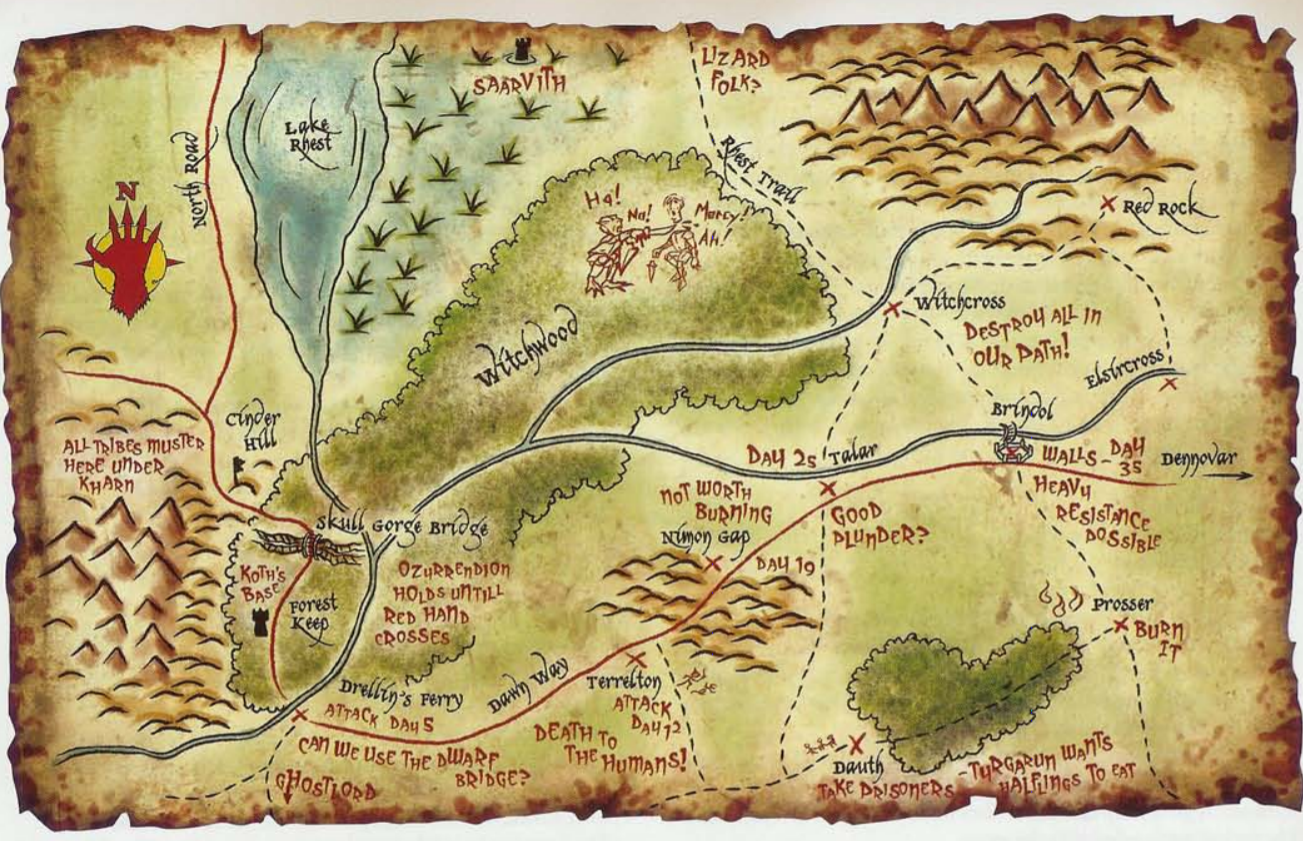 LIZARD
FOLK?
SAARVITH
Lake
Rhest
North Road
N
Rhest Trail
Ha!
No!
Mercy!
Ah!
Red Rock
Witchwood
Witchcross
DESTROY ALL IN
OUR PATH!
Elsircross
Cinder
Hill
Brindol
ALL TRIBES MUSTER
HERE UNDER
KHARN
DAY 25
Talar
WALLS - DAY
35
Dennovar
NOT WORTH
BURNING
HEAVY
RESISTANCE
POSSIBLE
GOOD
PLUNDER?
Skull Gorge Bridge
Nimon Gap
DAY 19
KOTH'S
BASE
OZYRRENDION
HOLDS UNTILL
RED HAND
CROSSES
Forest
Keep
Prosser
BURN
IT
Drellin's Ferry
Dawn Way
Terrelton
ATTACK DAY 5
ATTACK
DAY 12
CAN WE USE THE DWARF
BRIDGE?
DEATH TO
THE HUMANS!
GHOSTLORD
Dauth
TAKE PRISONERS - TYRGARUN WANTS
HALFLINGS TO EAT